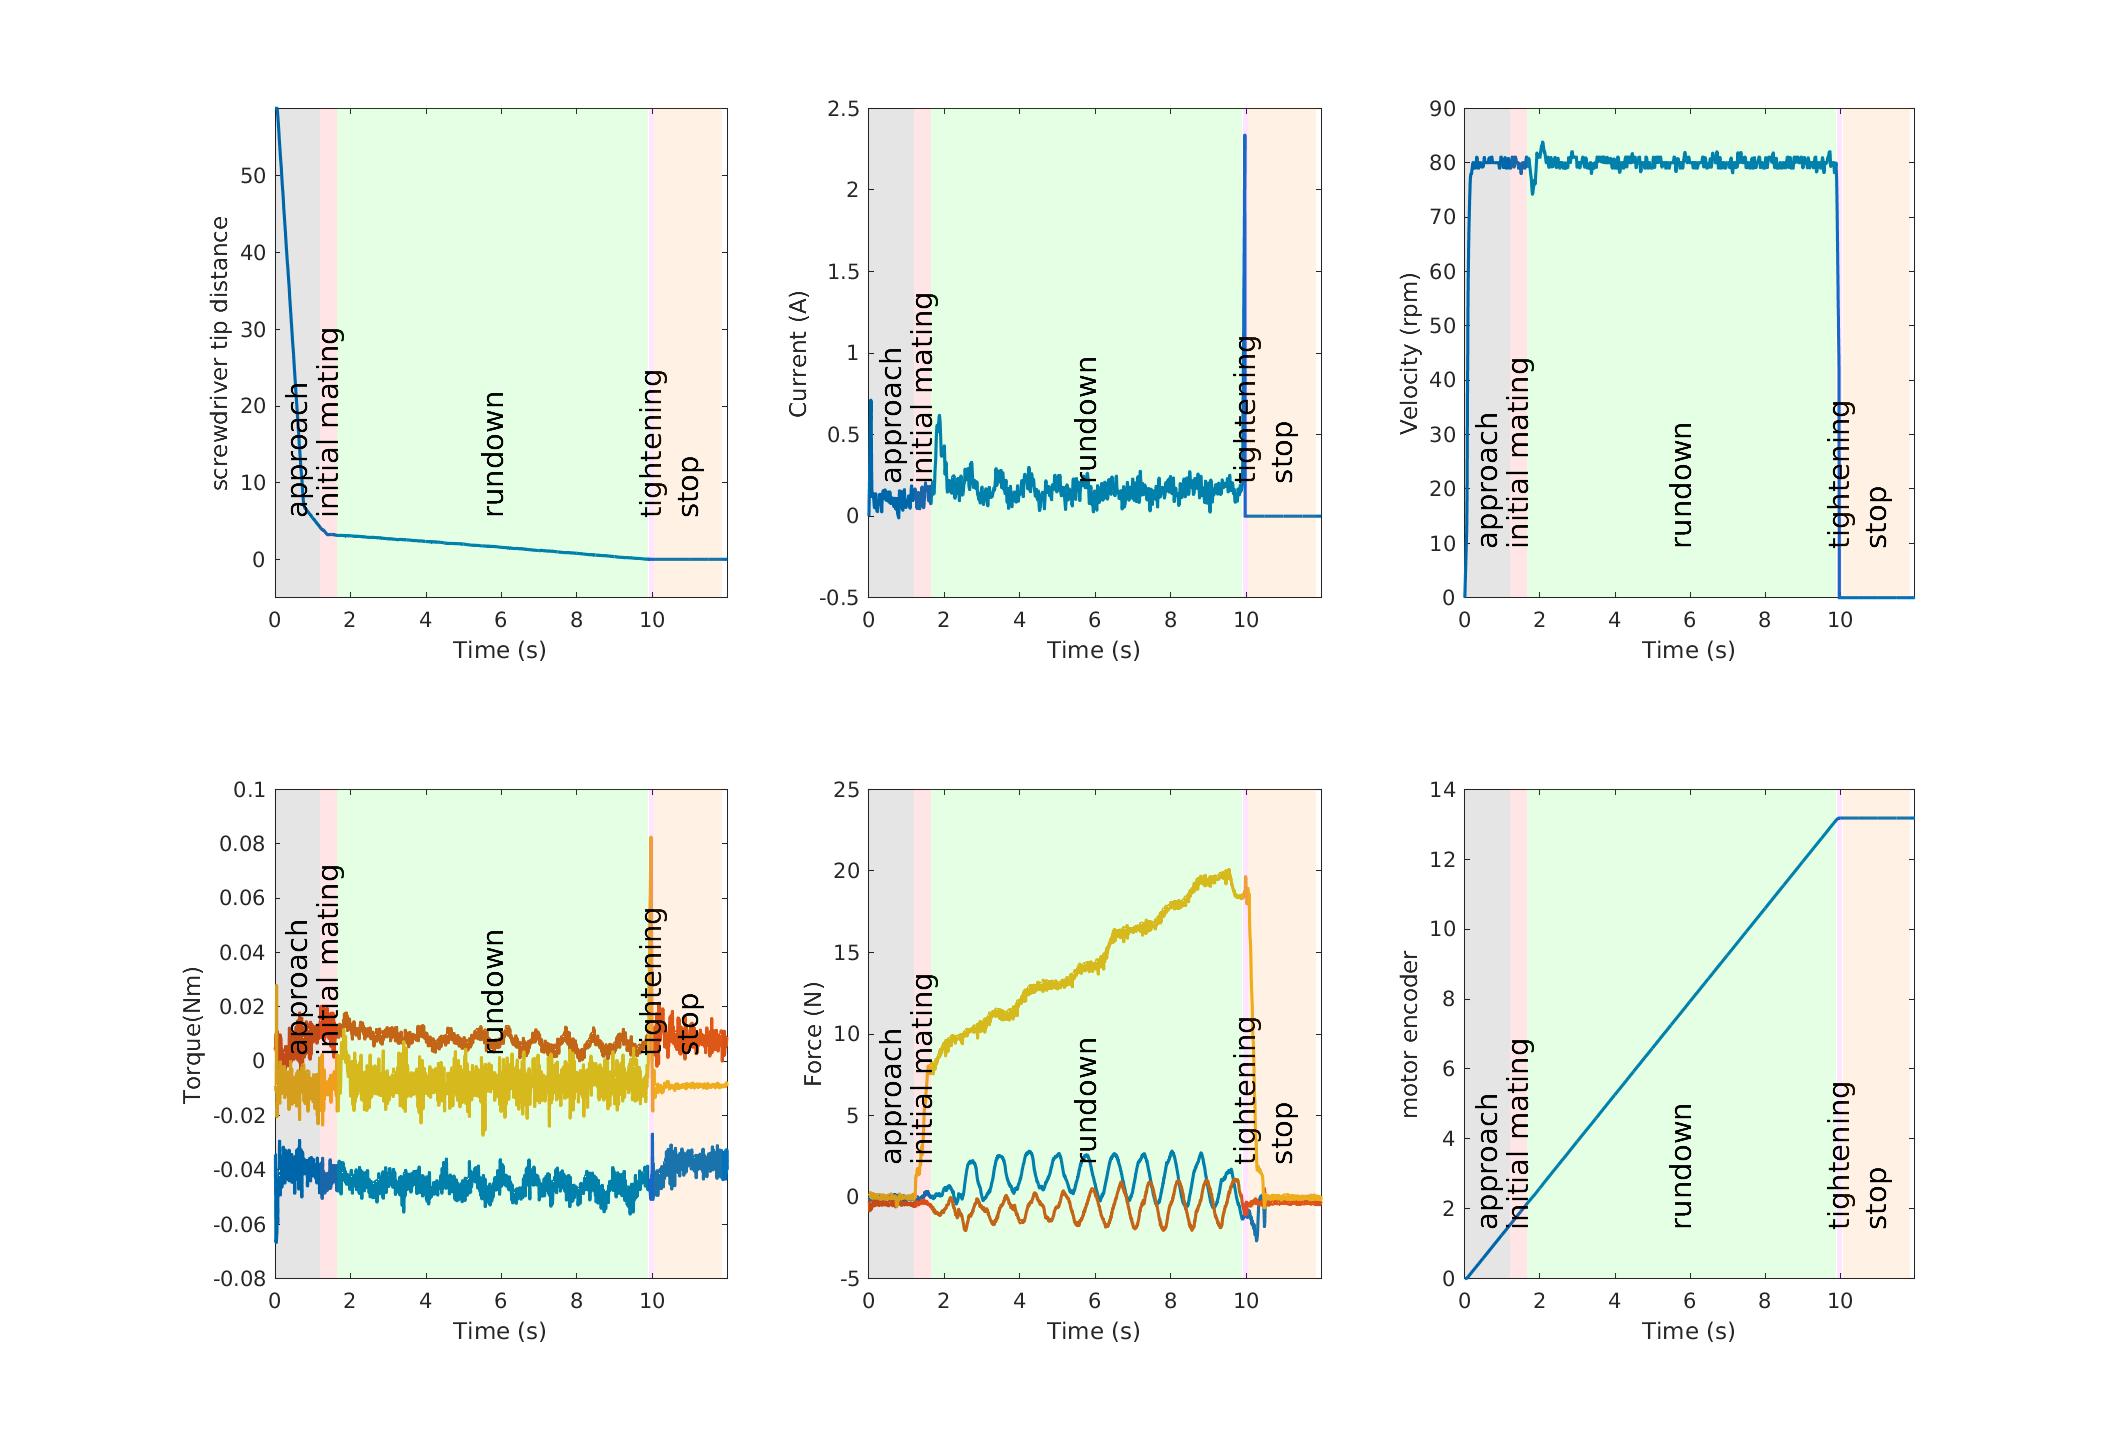 50
40
30
20
10
0
screwdriver tip distance
approach
initial mating
rundown
tightening
stop
0 2 4 6 8 10
Time (s)
2.5
2
1.5
1
0.5
0
-0.5
Current (A)
approach
initial mating
rundown
tightening
stop
0 2 4 6 8 10
Time (s)
90
80
70
60
50
40
30
20
10
0
Velocity (rpm)
approach
initial mating
rundown
tightening
stop
0 2 4 6 8 10
Time (s)
0.1
0.08
0.06
0.04
0.02
0
-0.02
-0.04
-0.06
-0.08
Torque(Nm)
approach
initial mating
rundown
tightening
stop
0 2 4 6 8 10
Time (s)
25
20
15
10
5
0
-5
Force (N)
approach
initial mating
rundown
tightening
stop
0 2 4 6 8 10
Time (s)
14
12
10
8
6
4
2
0
motor encoder
approach
initial mating
rundown
tightening
stop
0 2 4 6 8 10
Time (s)